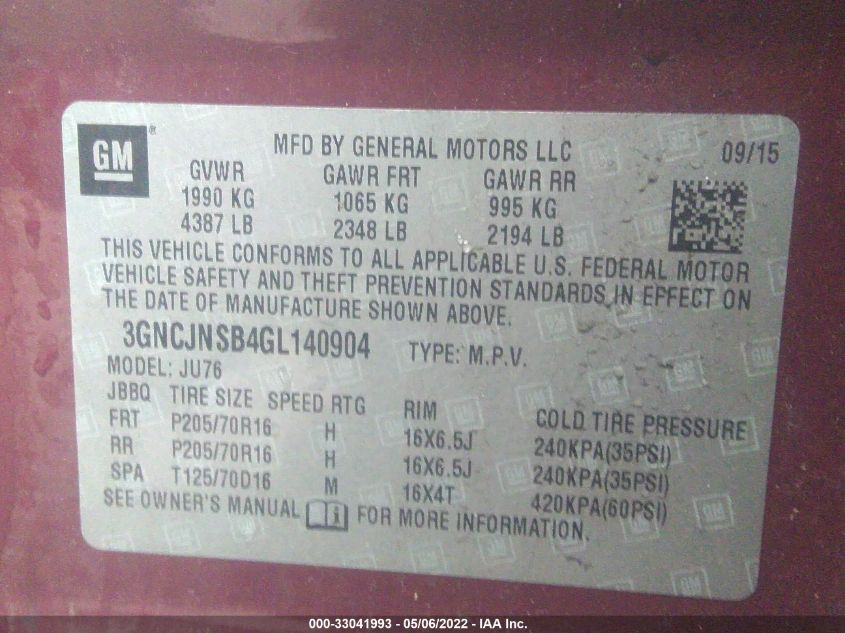 GM ®
MFD BY GENERAL MOTORS LLC 09/15
GVWR GAWR FRT GAWR RR
1990 KG 1065 KG 995 KG
4387 LB 2348 LB 2194 LB
THIS VEHICLE CONFORMS TO ALL APPLICABLE U.S. FEDERAL MOTOR
VEHICLE SAFETY AND THEFT PREVENTION STANDARDS IN EFFECT ON
THE DATE OF MANUFACTURE SHOWN ABOVE.
3GNCJNSB4GL140904 TYPE: M.P.V.
MODEL: JU76
JBBQ TIRE SIZE SPEED RTG RIM COLD TIRE PRESSURE
FRT P205/70R16 H 16X6.5J 240KPA(35PSI)
RR P205/70R16 H 16X6.5J 240KPA(35PSI)
SPA T125/70D16 M 16X4T 420KPA(60PSI)
SEE OWNER'S MANUAL i FOR MORE INFORMATION.
000-33041993 - 05/06/2022 - IAA Inc.